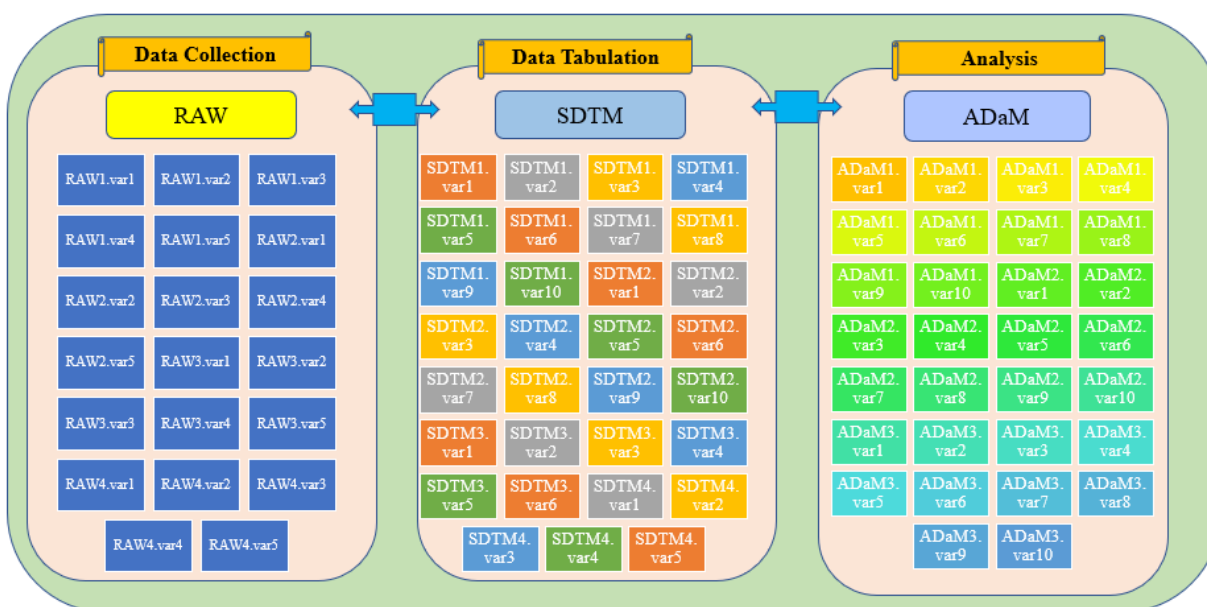 Data Collection
RAW
RAW1.var1
RAW1.var2
RAW1.var3
RAW1.var4
RAW1.var5
RAW2.var1
RAW2.var2
RAW2.var3
RAW2.var4
RAW2.var5
RAW3.var1
RAW3.var2
RAW3.var3
RAW3.var4
RAW3.var5
RAW4.var1
RAW4.var2
RAW4.var3
RAW4.var4
RAW4.var5
Data Tabulation
SDTM
SDTM1.
var1
SDTM1.
var2
SDTM1.
var3
SDTM1.
var4
SDTM1.
var5
SDTM1.
var6
SDTM1.
var7
SDTM1.
var8
SDTM1.
var9
SDTM1.
var10
SDTM2.
var1
SDTM2.
var2
SDTM2.
var3
SDTM2.
var4
SDTM2.
var5
SDTM2.
var6
SDTM2.
var7
SDTM2.
var8
SDTM2.
var9
SDTM2.
var10
SDTM3.
var1
SDTM3.
var2
SDTM3.
var3
SDTM3.
var4
SDTM3.
var5
SDTM3.
var6
SDTM4.
var1
SDTM4.
var2
SDTM4.
var3
SDTM4.
var4
SDTM4.
var5
Analysis
ADaM
ADaM1.
var1
ADaM1.
var2
ADaM1.
var3
ADaM1.
var4
ADaM1.
var5
ADaM1.
var6
ADaM1.
var7
ADaM1.
var8
ADaM1.
var9
ADaM1.
var10
ADaM2.
var1
ADaM2.
var2
ADaM2.
var3
ADaM2.
var4
ADaM2.
var5
ADaM2.
var6
ADaM2.
var7
ADaM2.
var8
ADaM2.
var9
ADaM2.
var10
ADaM3.
var1
ADaM3.
var2
ADaM3.
var3
ADaM3.
var4
ADaM3.
var5
ADaM3.
var6
ADaM3.
var7
ADaM3.
var8
ADaM3.
var9
ADaM3.
var10